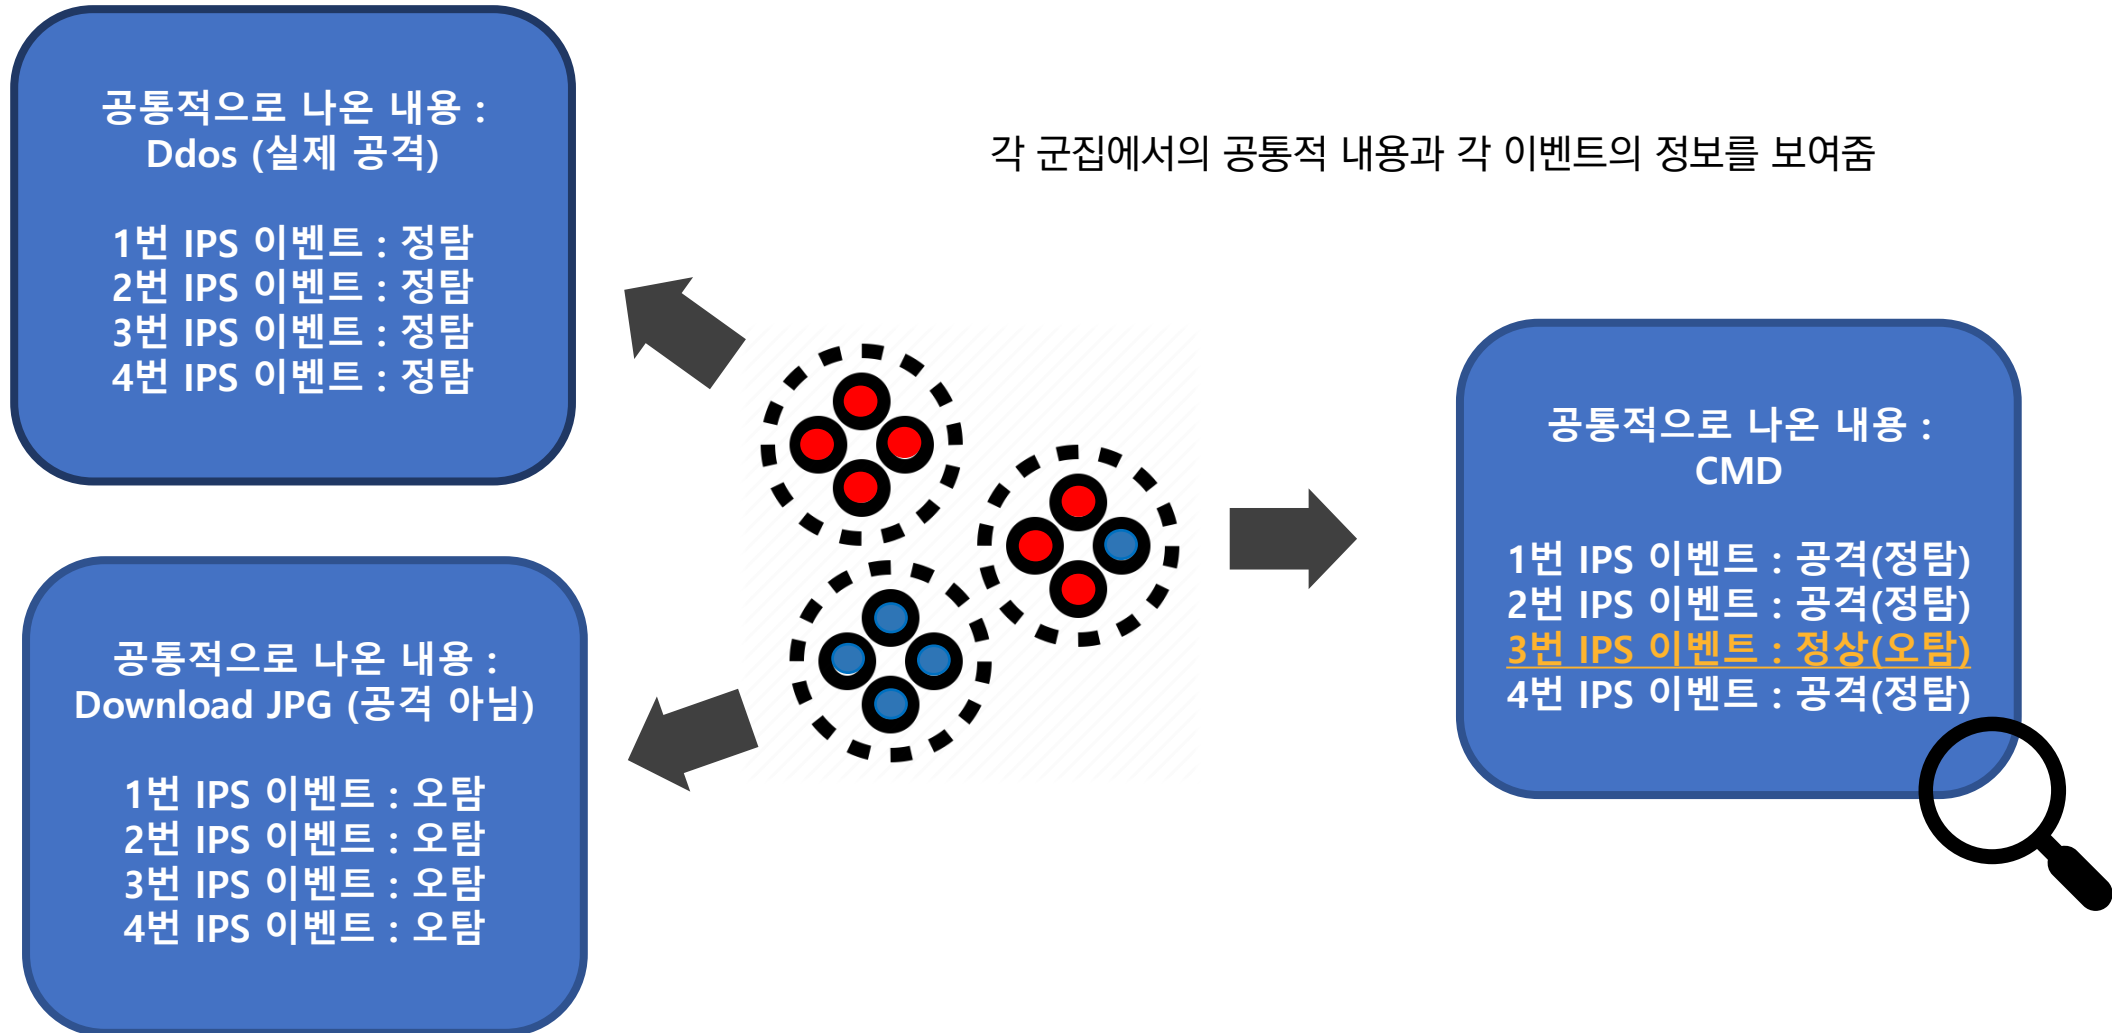 공통적으로 나온 내용 :
Ddos (실제 공격)
1번 IPS 이벤트 : 정탐
2번 IPS 이벤트 : 정탐
3번 IPS 이벤트 : 정탐
4번 IPS 이벤트 : 정탐
각 군집에서의 공통적 내용과 각 이벤트의 정보를 보여줌
공통적으로 나온 내용 :
CMD
1번 IPS 이벤트 : 공격(정탐)
2번 IPS 이벤트 : 공격(정탐)
3번 IPS 이벤트 : 정상(오탐)
4번 IPS 이벤트 : 공격(정탐)
공통적으로 나온 내용 :
Download JPG (공격 아님)
1번 IPS 이벤트 : 오탐
2번 IPS 이벤트 : 오탐
3번 IPS 이벤트 : 오탐
4번 IPS 이벤트 : 오탐